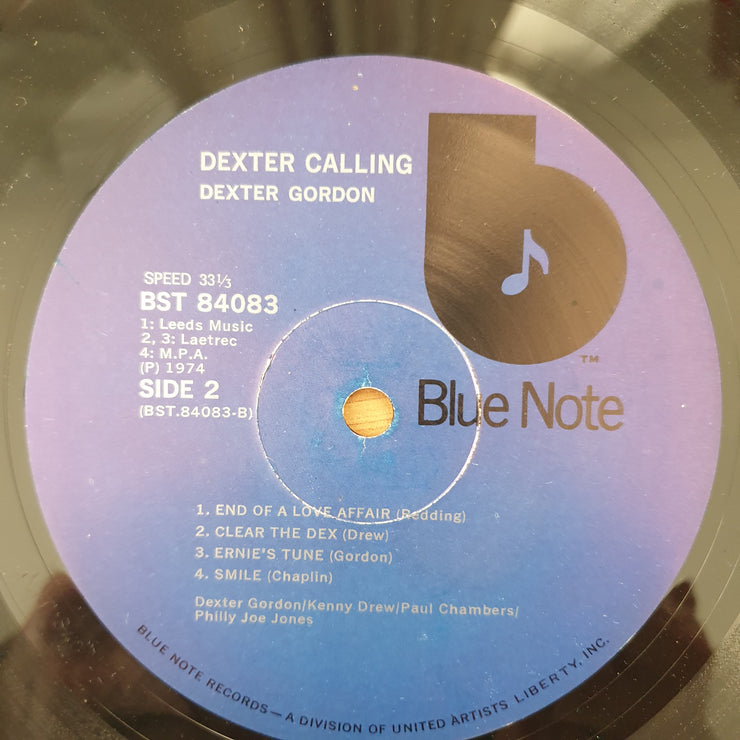 DEXTER CALLING
DEXTER GORDON
SPEED 33 1/3
BST 84083
1: Leeds Music
2, 3: Laetrec
4: M.P.A.
(P) 1974
SIDE 2
(BST.84083-B)
TM
Blue Note
1. END OF A LOVE AFFAIR (Redding)
2. CLEAR THE DEX (Drew)
3. ERNIE'S TUNE (Gordon)
4. SMILE (Chaplin)
Dexter Gordon/Kenny Drew/Paul Chambers/
Philly Joe Jones
BLUE NOTE RECORDS—A DIVISION OF UNITED ARTISTS LIBERTY, INC.